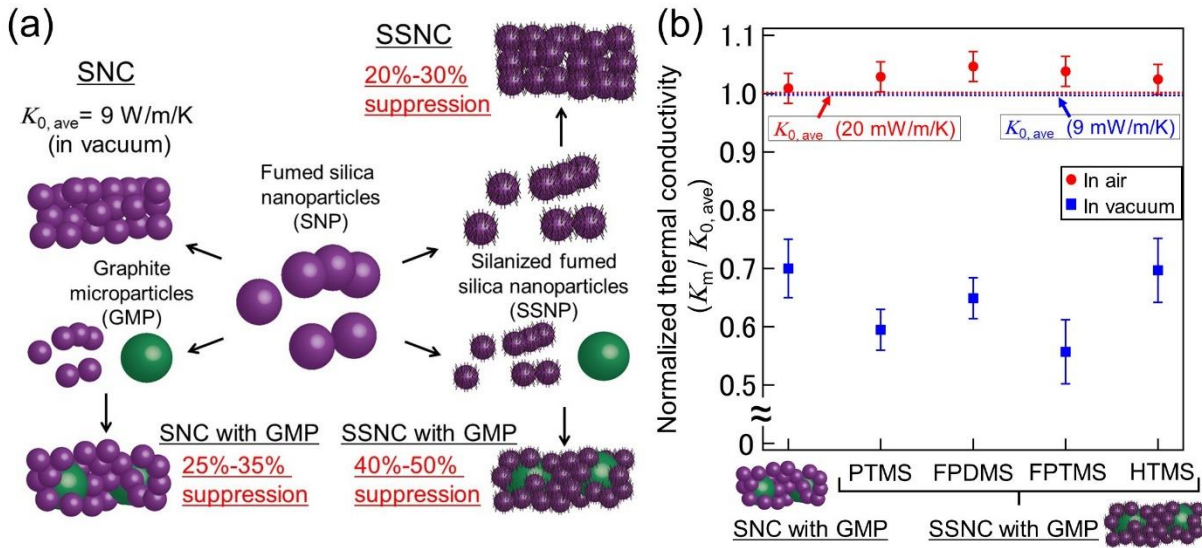 (a)
SNC
K0, ave = 9 W/m/K
(in vacuum)
SSNC
20%-30%
suppression
Fumed silica
nanoparticles
(SNP)
Graphite
microparticles
(GMP)
Silanized fumed
silica nanoparticles
(SSNP)
SNC with GMP
25%-35%
suppression
SSNC with GMP
40%-50%
suppression
(b)
Normalized thermal conductivity
(Km / K0, ave)
1.1
1.0
0.9
0.8
0.7
0.6
0.5
≈
0
K0, ave (20 mW/m/K)
K0, ave (9 mW/m/K)
In air
In vacuum
PTMS FPDMS FPTMS HTMS
SNC with GMP
SSNC with GMP